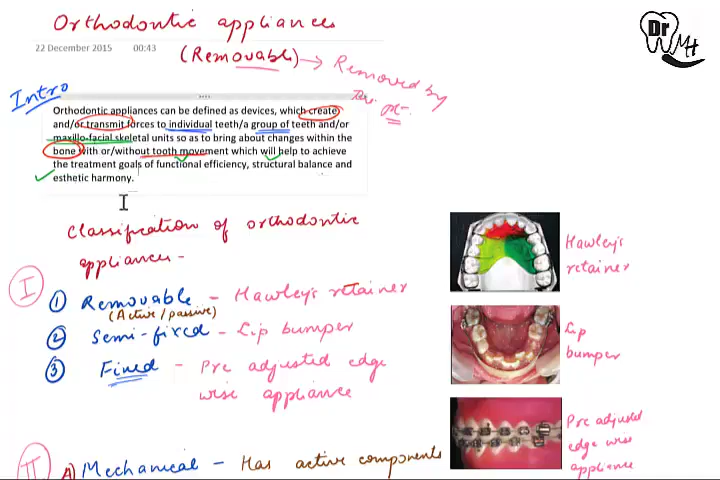 Orthodontic appliances
22 December 2015 00:43
(Removable) → Removed by
the pt.
Intro
Orthodontic appliances can be defined as devices, which create
and/or transmit forces to individual teeth/a group of teeth and/or
maxillo-facial skeletal units so as to bring about changes within the
bone with or/without tooth movement which will help to achieve
the treatment goals of functional efficiency, structural balance and
esthetic harmony.
Classification of orthodontic
appliances -
I
① Removable - Hawley's retainer
(Active/passive)
② Semi-fixed - Lip bumper
③ Fixed - Pre adjusted edge
wise appliance
II
A) Mechanical - Has active components
Hawley's
retainer
Lip
bumper
Pre adjusted
edge wise
appliance
Dr
MH